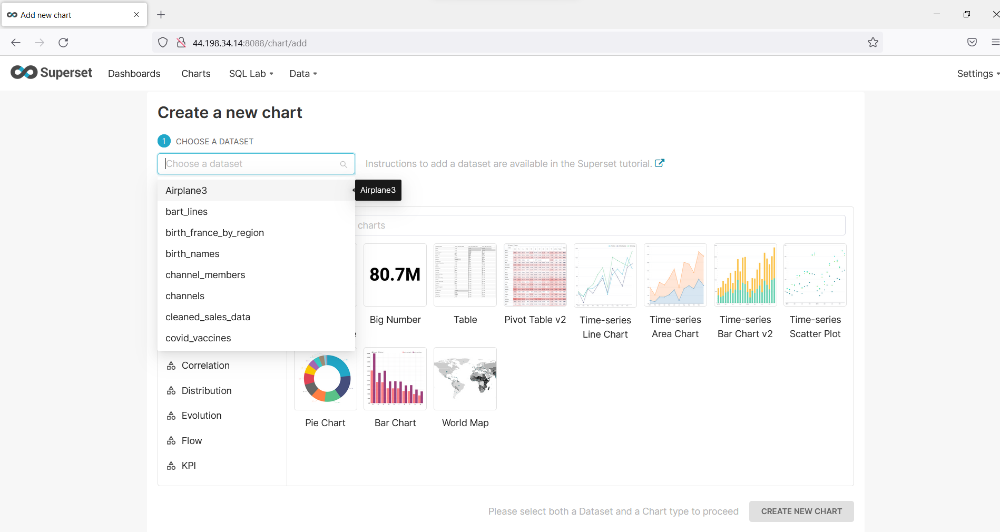 Add new chart
44.198.34.14:8088/chart/add
Superset Dashboards Charts SQL Lab Data Settings
Create a new chart
1 CHOOSE A DATASET
Choose a dataset Instructions to add a dataset are available in the Superset tutorial.
Airplane3 Airplane3
bart_lines
charts
birth_france_by_region
birth_names
channel_members
80.7M
channels
cleaned_sales_data
covid_vaccines
Big Number
Table
Pivot Table v2
Time-series
Line Chart
Time-series
Area Chart
Time-series
Bar Chart v2
Time-series
Scatter Plot
Correlation
Distribution
Evolution
Flow
KPI
Pie Chart
Bar Chart
World Map
Please select both a Dataset and a Chart type to proceed CREATE NEW CHART